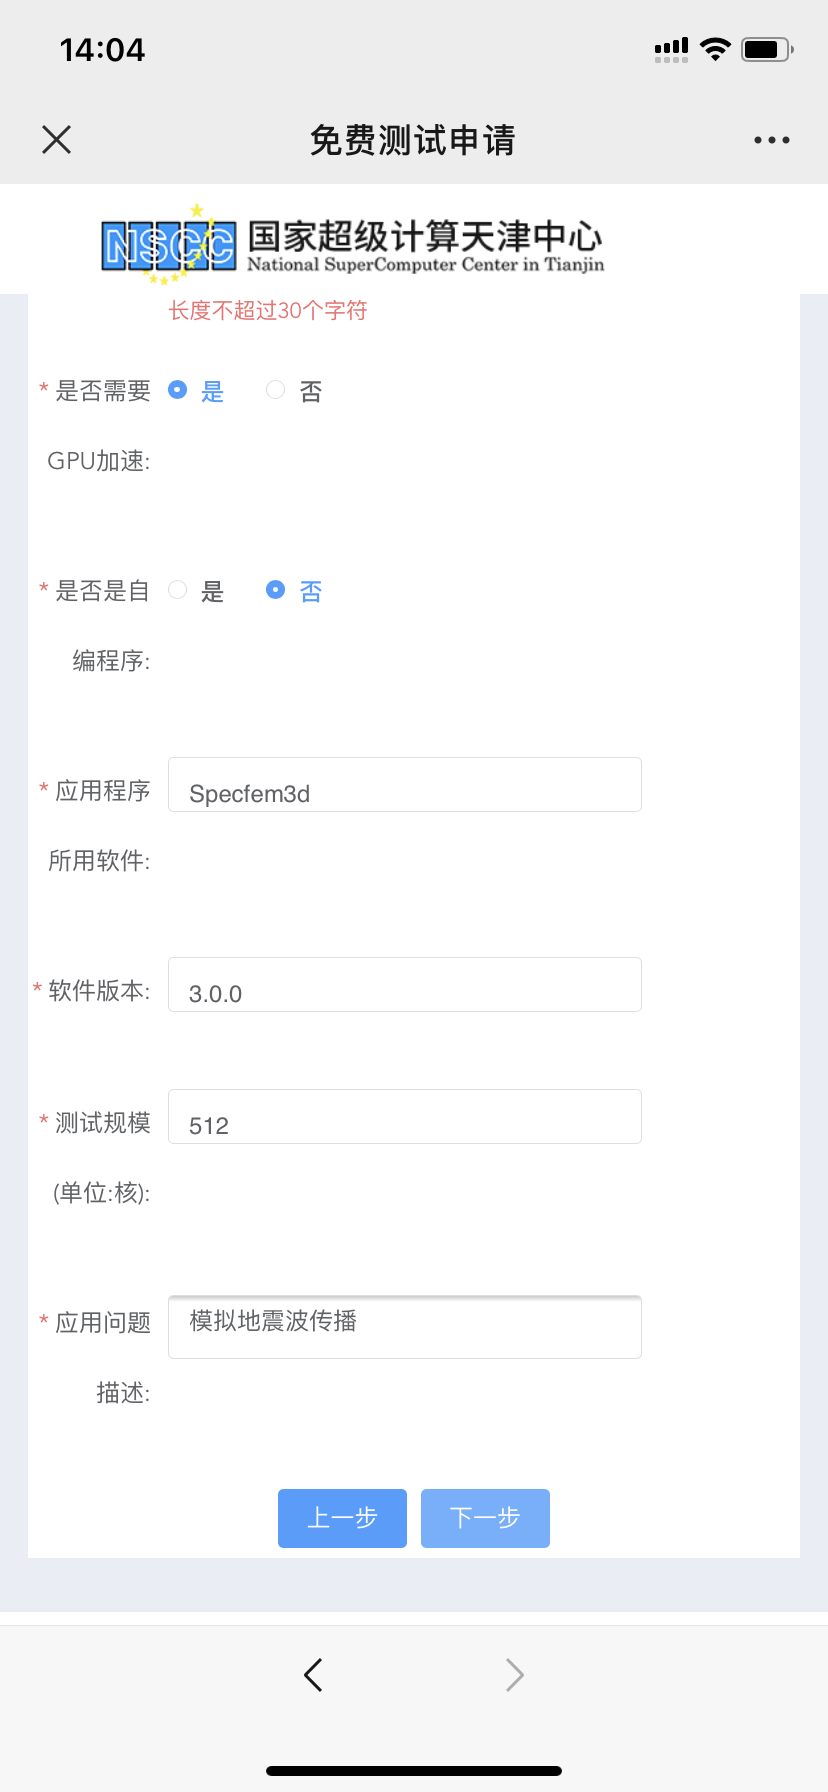 14:04
免费测试申请
NSCC 国家超级计算天津中心
National SuperComputer Center in Tianjin
长度不超过30个字符
* 是否需要 是 否
GPU加速:
* 是否是自 是 否
编程序:
* 应用程序 Specfem3d
所用软件:
* 软件版本: 3.0.0
* 测试规模 512
(单位:核):
* 应用问题 模拟地震波传播
描述:
上一步 下一步